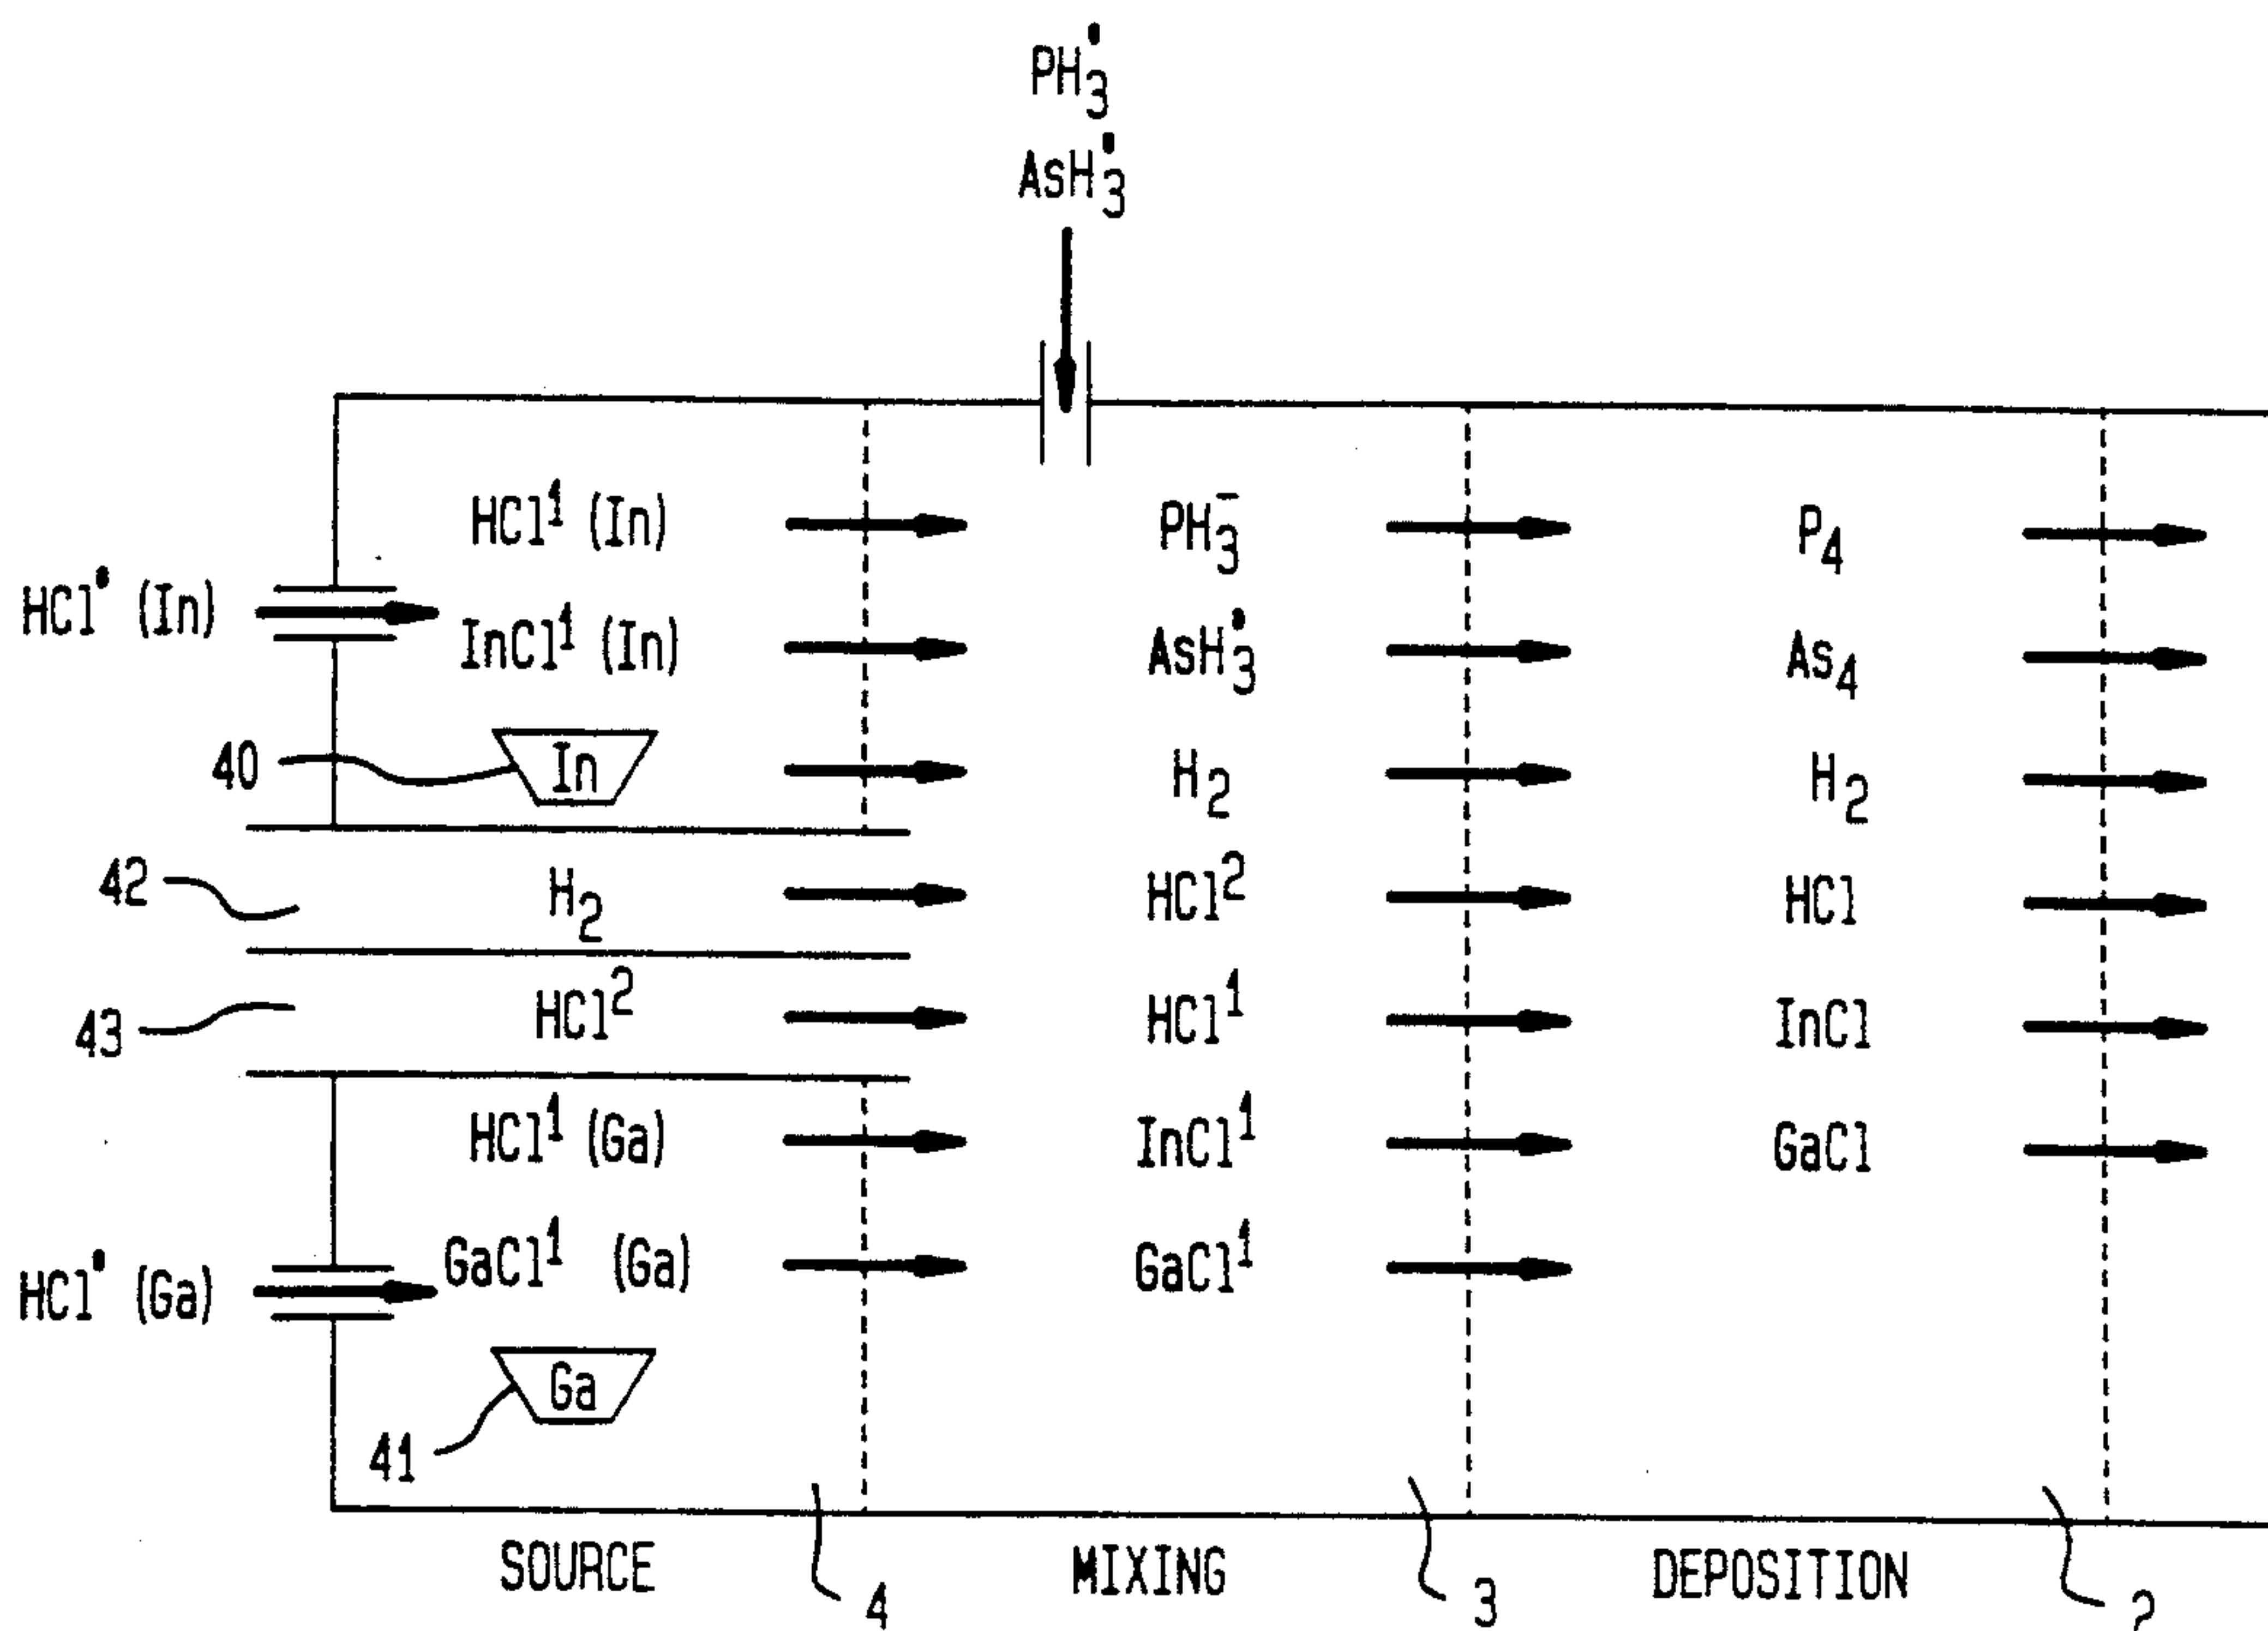 PH₃•
AsH₃•
HCl• (In)
HCl¹ (In)
InCl¹ (In)
40
In
42
H₂
43
HCl²
HCl¹ (Ga)
HCl• (Ga)
GaCl¹ (Ga)
Ga
41
PH₃⁻
AsH₃•
H₂
HCl²
HCl¹
InCl¹
GaCl¹
P₄
As₄
H₂
HCl
InCl
GaCl
SOURCE
4
MIXING
3
DEPOSITION
2